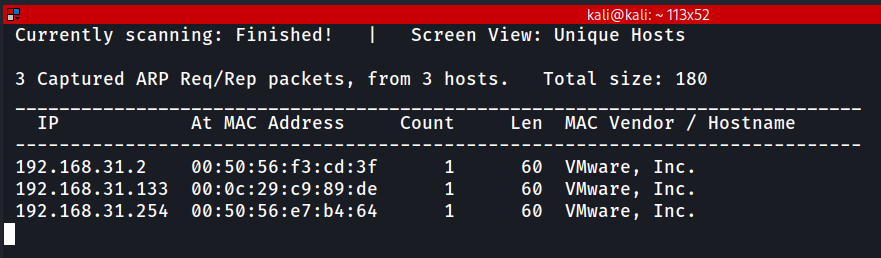 kali@kali: ~ 113x52
Currently scanning: Finished!   |   Screen View: Unique Hosts
3 Captured ARP Req/Rep packets, from 3 hosts.   Total size: 180
_____________________________________________________________________________
  IP            At MAC Address     Count     Len  MAC Vendor / Hostname
-----------------------------------------------------------------------------
192.168.31.2    00:50:56:f3:cd:3f      1      60  VMware, Inc.
192.168.31.133  00:0c:29:c9:89:de      1      60  VMware, Inc.
192.168.31.254  00:50:56:e7:b4:64      1      60  VMware, Inc.